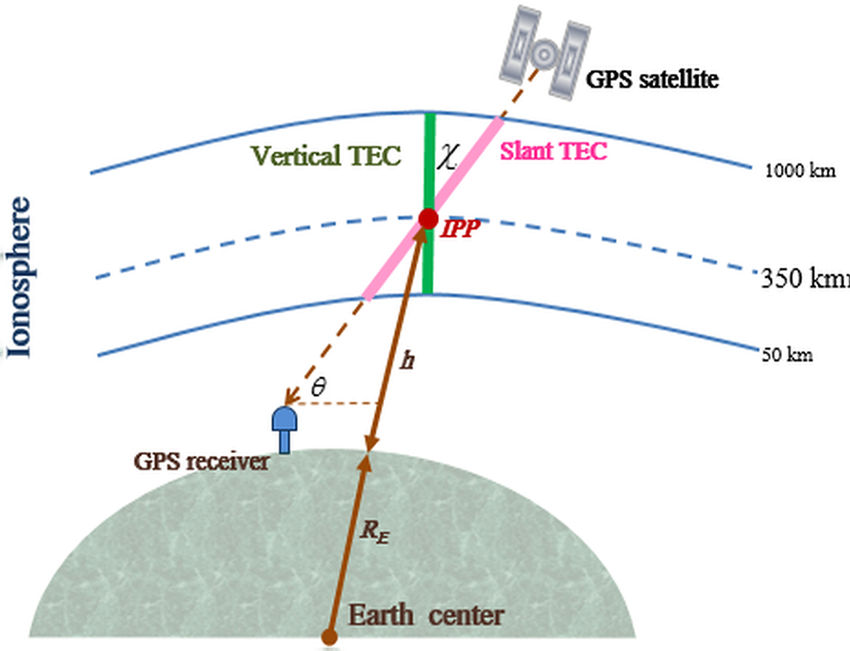 GPS satellite
Vertical TEC
χ
Slant TEC
1000 km
IPP
350 km
Ionosphere
50 km
h
θ
GPS receiver
R_E
Earth center